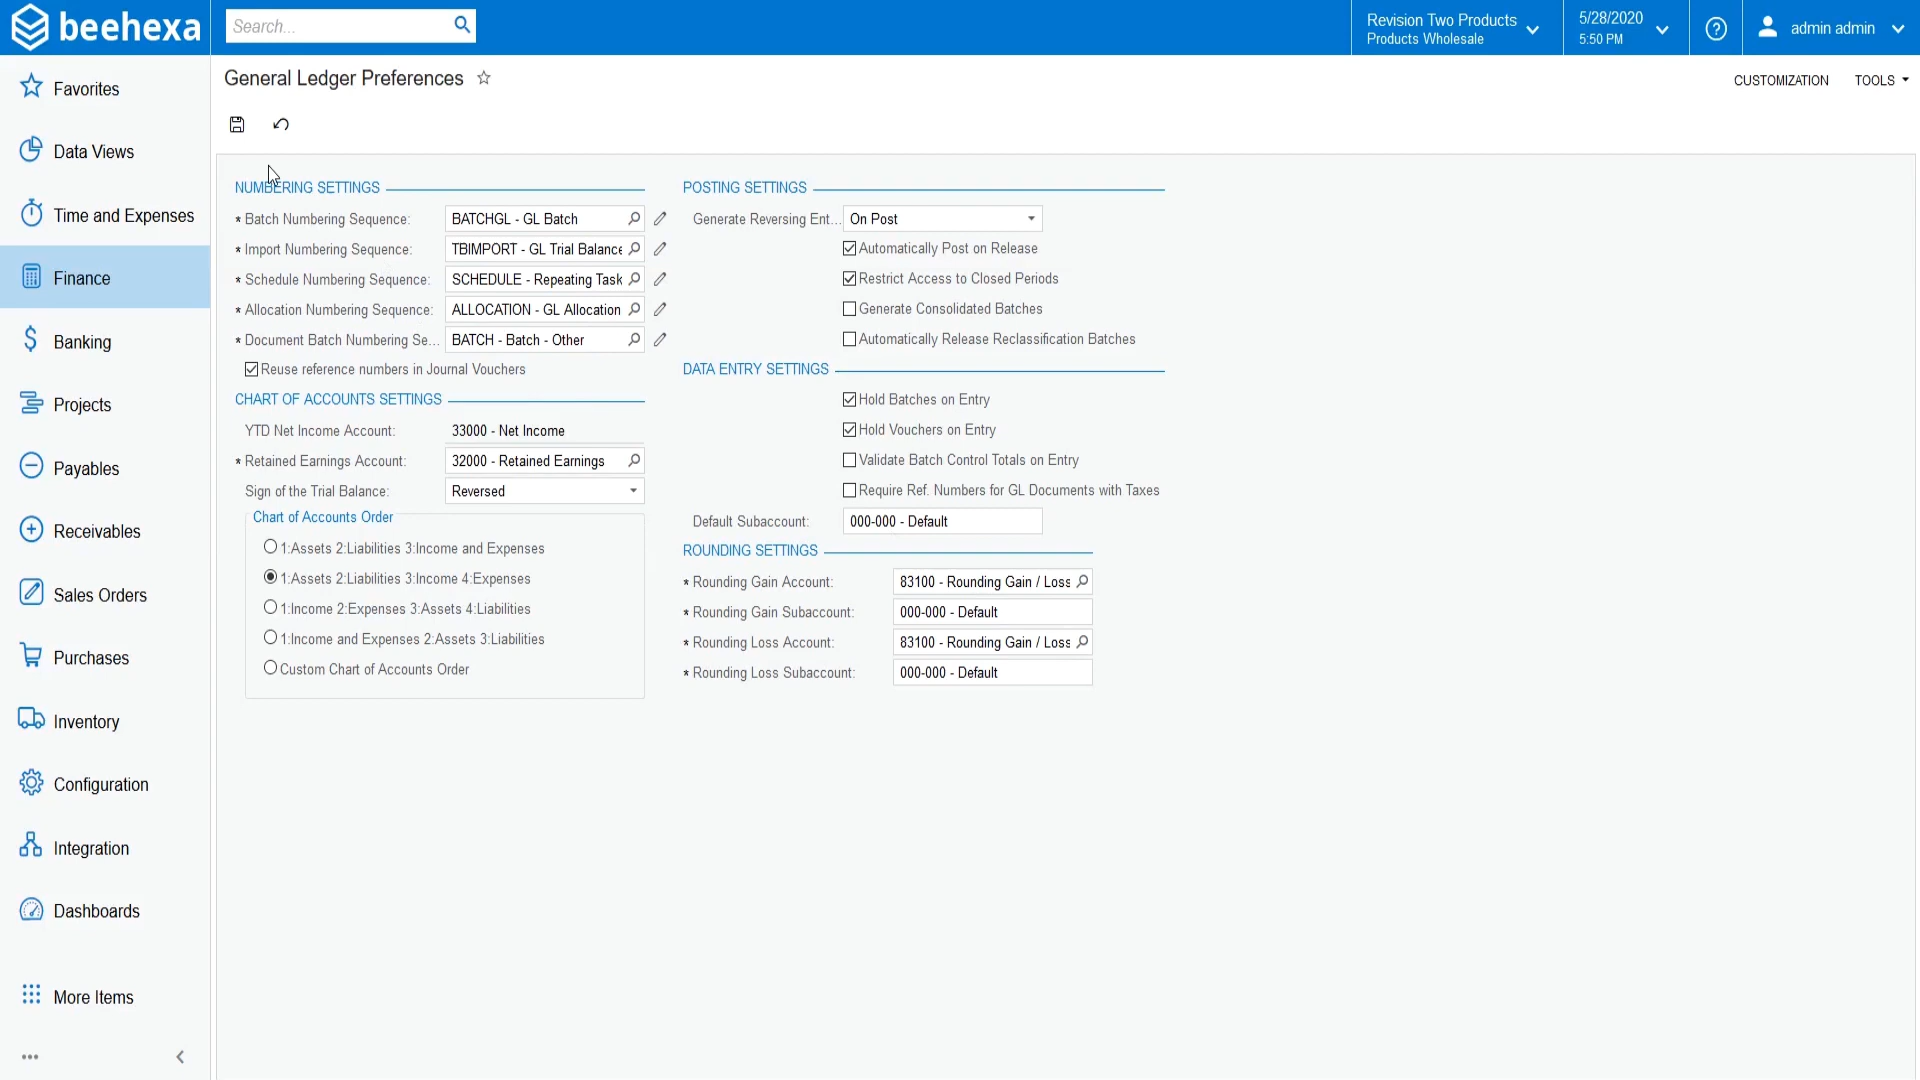 beehexa
Search...
Revision Two Products
Products Wholesale
5/28/2020
5:50 PM
admin admin
Favorites
Data Views
Time and Expenses
Finance
Banking
Projects
Payables
Receivables
Sales Orders
Purchases
Inventory
Configuration
Integration
Dashboards
More Items
General Ledger Preferences
CUSTOMIZATION
TOOLS
NUMBERING SETTINGS
* Batch Numbering Sequence: BATCHGL - GL Batch
* Import Numbering Sequence: TBIMPORT - GL Trial Balance
* Schedule Numbering Sequence: SCHEDULE - Repeating Task
* Allocation Numbering Sequence: ALLOCATION - GL Allocation
* Document Batch Numbering Se... BATCH - Batch - Other
Reuse reference numbers in Journal Vouchers
CHART OF ACCOUNTS SETTINGS
YTD Net Income Account: 33000 - Net Income
* Retained Earnings Account: 32000 - Retained Earnings
Sign of the Trial Balance: Reversed
Chart of Accounts Order
1:Assets 2:Liabilities 3:Income and Expenses
1:Assets 2:Liabilities 3:Income 4:Expenses
1:Income 2:Expenses 3:Assets 4:Liabilities
1:Income and Expenses 2:Assets 3:Liabilities
Custom Chart of Accounts Order
POSTING SETTINGS
Generate Reversing Ent... On Post
Automatically Post on Release
Restrict Access to Closed Periods
Generate Consolidated Batches
Automatically Release Reclassification Batches
DATA ENTRY SETTINGS
Hold Batches on Entry
Hold Vouchers on Entry
Validate Batch Control Totals on Entry
Require Ref. Numbers for GL Documents with Taxes
Default Subaccount: 000-000 - Default
ROUNDING SETTINGS
* Rounding Gain Account: 83100 - Rounding Gain / Loss
* Rounding Gain Subaccount: 000-000 - Default
* Rounding Loss Account: 83100 - Rounding Gain / Loss
* Rounding Loss Subaccount: 000-000 - Default